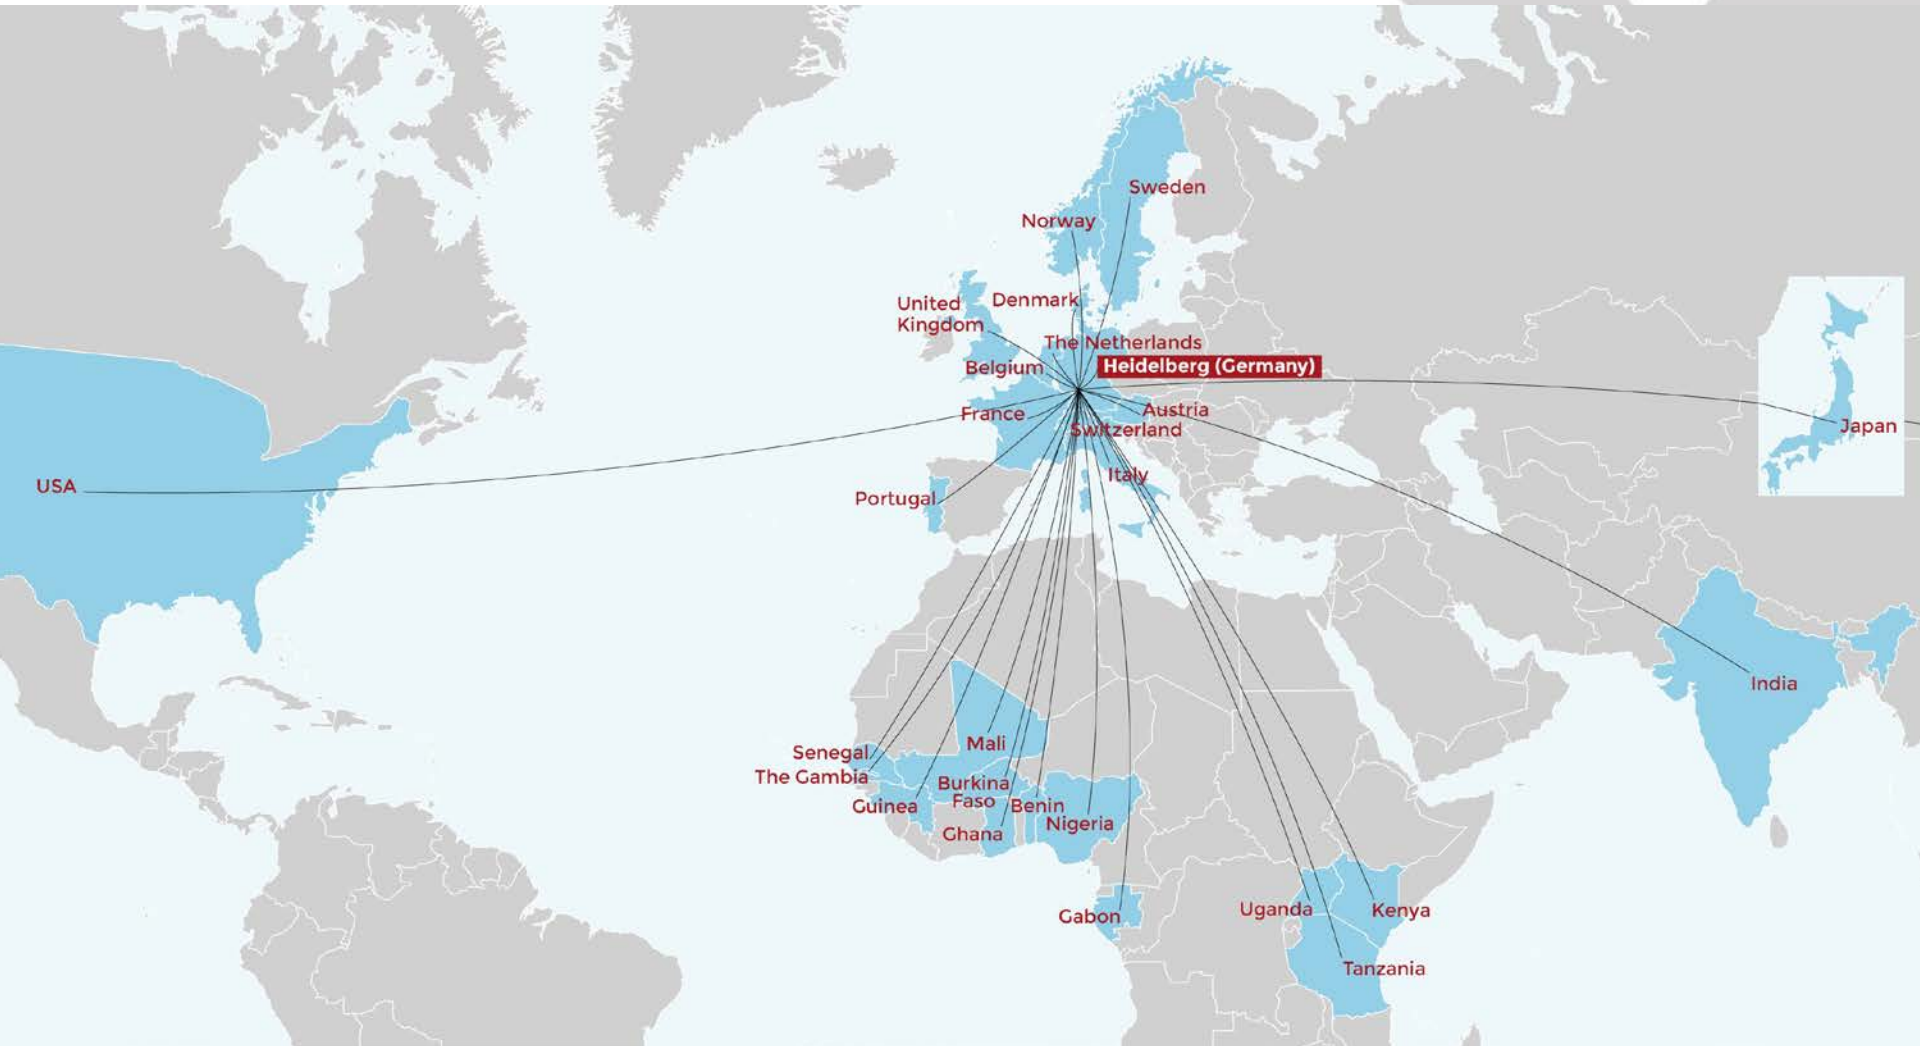 Sweden
Norway
United
Kingdom
Denmark
The Netherlands
Belgium
Heidelberg (Germany)
France
Austria
Switzerland
Japan
Italy
USA
Portugal
India
Senegal
The Gambia
Mali
Guinea
Burkina
Faso
Benin
Ghana
Nigeria
Gabon
Uganda
Kenya
Tanzania